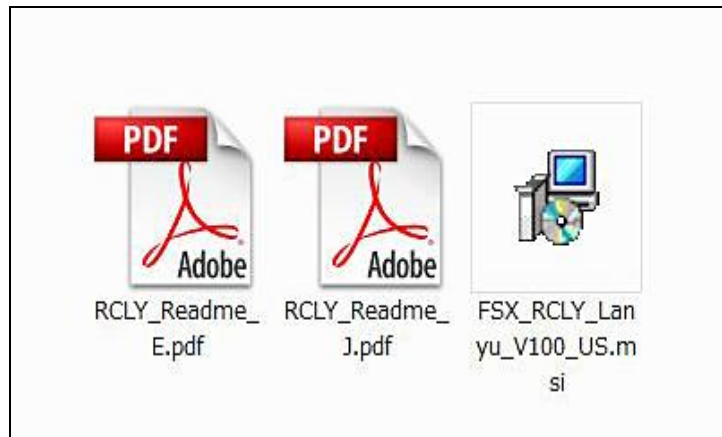 PDF
Adobe
RCLY_Readme_
E.pdf
PDF
Adobe
RCLY_Readme_
J.pdf
FSX_RCLY_Lan
yu_V100_US.m
si